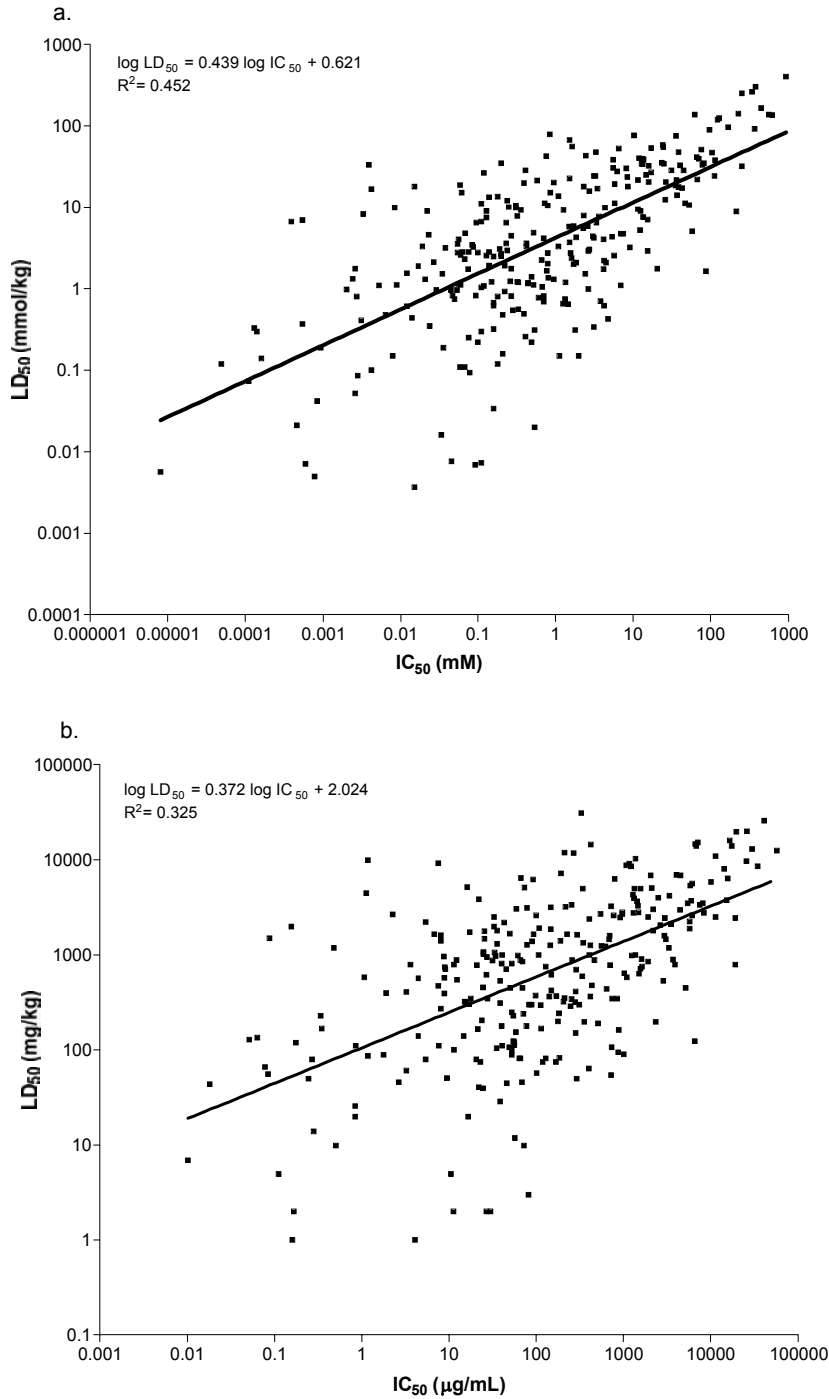 a.
log LD50 = 0.439 log IC50 + 0.621
R2= 0.452
1000
100
10
1
0.1
0.01
0.001
0.0001
LD50 (mmol/kg)
0.000001 0.00001 0.0001 0.001 0.01 0.1 1 10 100 1000
IC50 (mM)
b.
log LD50 = 0.372 log IC50 + 2.024
R2= 0.325
100000
10000
1000
100
10
1
0.1
LD50 (mg/kg)
0.001 0.01 0.1 1 10 100 1000 10000 100000
IC50 (μg/mL)